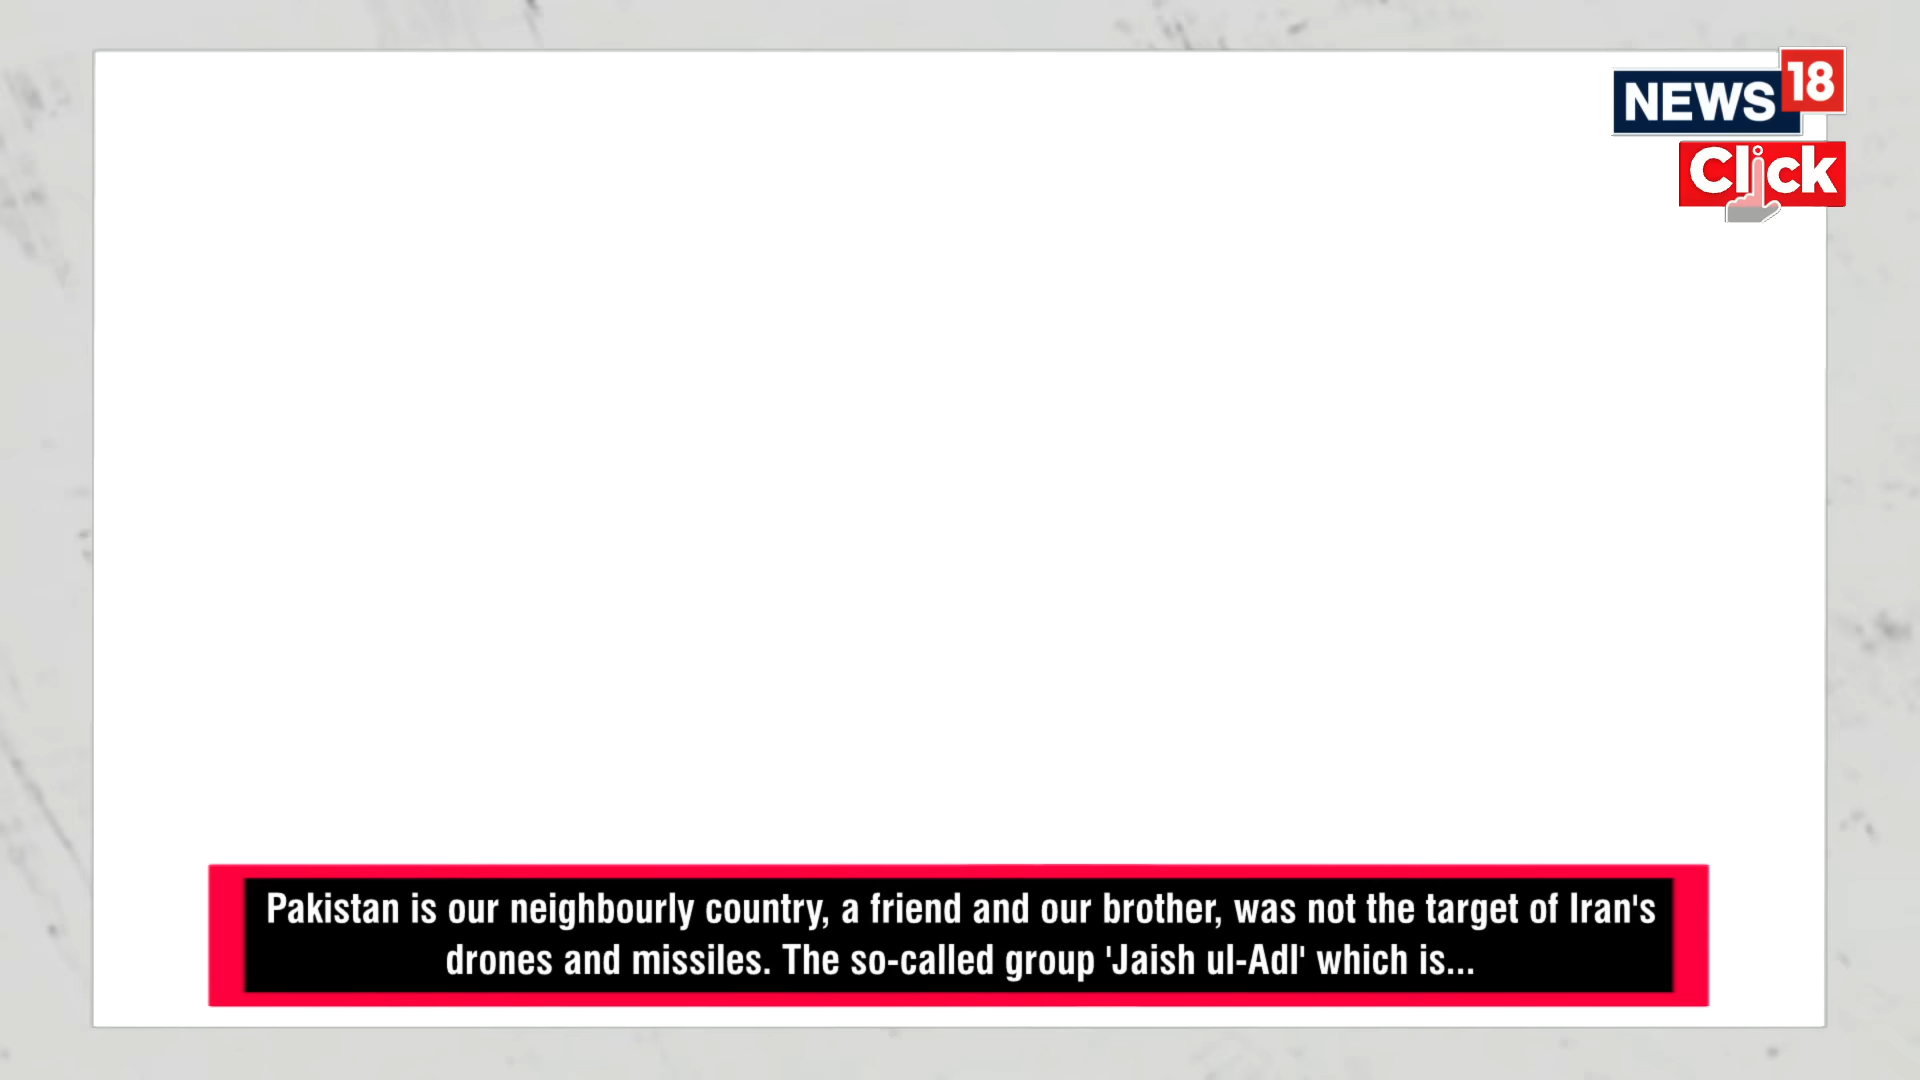 NEWS 18
Click
Pakistan is our neighbourly country, a friend and our brother, was not the target of Iran's
drones and missiles. The so-called group 'Jaish ul-Adl' which is...